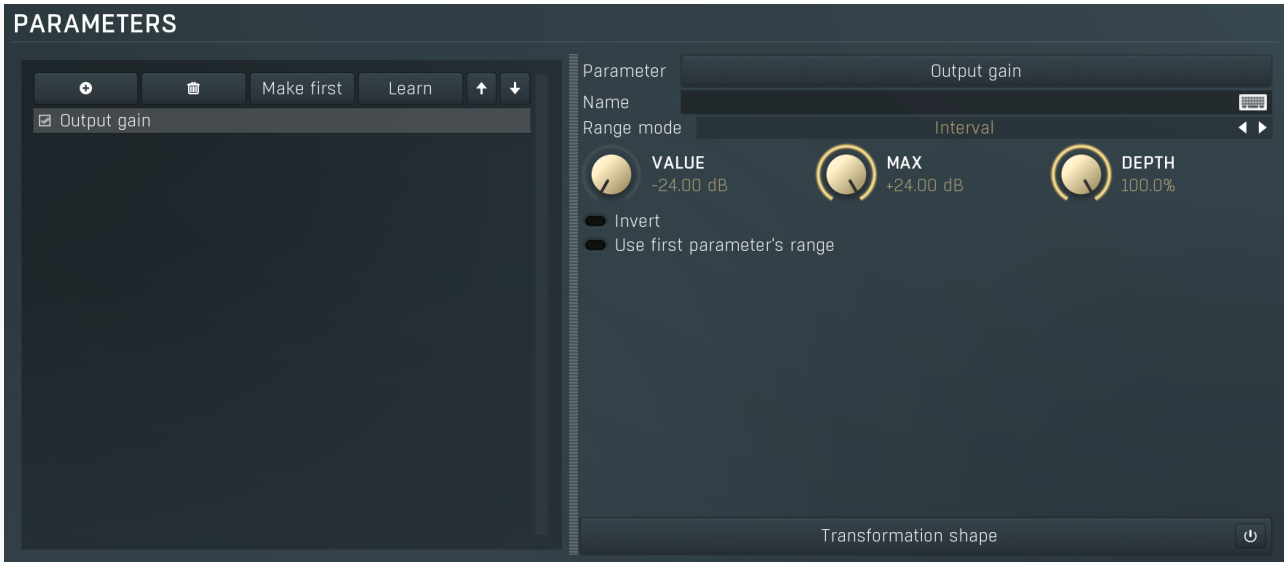 PARAMETERS
Make first Learn
Output gain
Parameter Output gain
Name
Range mode Interval
VALUE MAX DEPTH
-24.00 dB +24.00 dB 100.0%
Invert
Use first parameter's range
Transformation shape